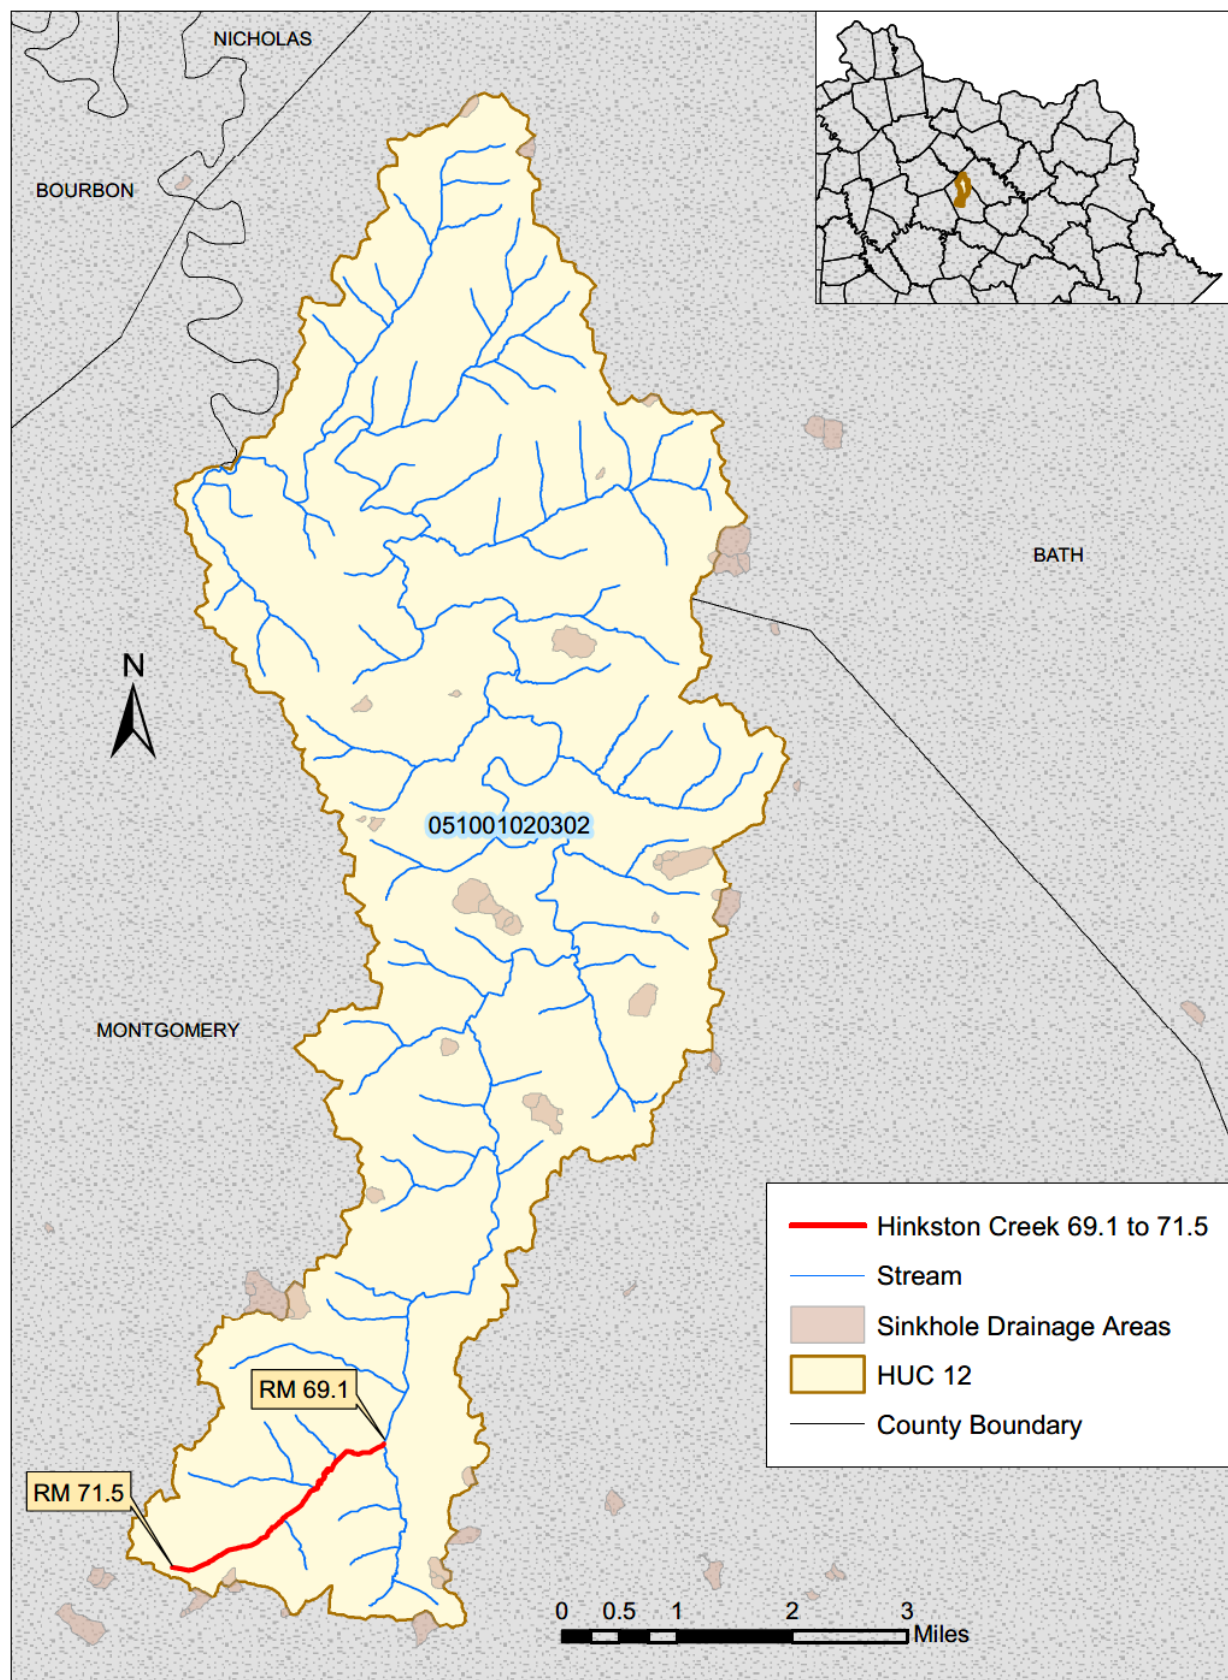 NICHOLAS
BOURBON
BATH
N
051001020302
MONTGOMERY
Hinkston Creek 69.1 to 71.5
Stream
Sinkhole Drainage Areas
HUC 12
County Boundary
RM 69.1
RM 71.5
0 0.5 1 2 3
Miles